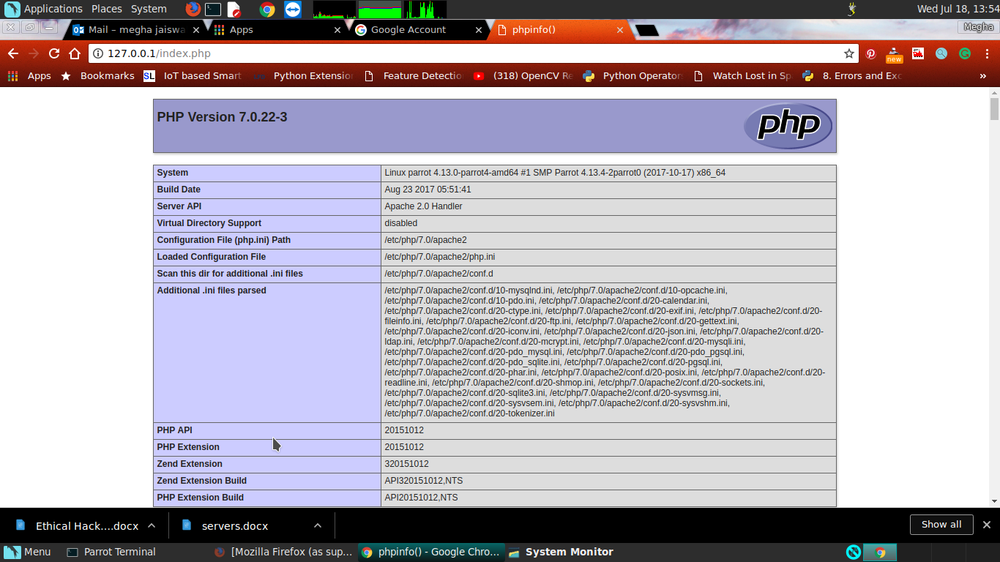 Applications Places System Wed Jul 18, 13:54
Mail – megha jaiswa Apps Google Account phpinfo() Megha
127.0.0.1/index.php new
Apps Bookmarks SL IoT based Smart Python Extensio Feature Detectio (318) OpenCV Re Python Operator Watch Lost in Sp 8. Errors and Exc »
PHP Version 7.0.22-3 php
System Linux parrot 4.13.0-parrot4-amd64 #1 SMP Parrot 4.13.4-2parrot0 (2017-10-17) x86_64
Build Date Aug 23 2017 05:51:41
Server API Apache 2.0 Handler
Virtual Directory Support disabled
Configuration File (php.ini) Path /etc/php/7.0/apache2
Loaded Configuration File /etc/php/7.0/apache2/php.ini
Scan this dir for additional .ini files /etc/php/7.0/apache2/conf.d
Additional .ini files parsed /etc/php/7.0/apache2/conf.d/10-mysqlnd.ini, /etc/php/7.0/apache2/conf.d/10-opcache.ini,
/etc/php/7.0/apache2/conf.d/10-pdo.ini, /etc/php/7.0/apache2/conf.d/20-calendar.ini,
/etc/php/7.0/apache2/conf.d/20-ctype.ini, /etc/php/7.0/apache2/conf.d/20-exif.ini, /etc/php/7.0/apache2/conf.d/20-
fileinfo.ini, /etc/php/7.0/apache2/conf.d/20-ftp.ini, /etc/php/7.0/apache2/conf.d/20-gettext.ini,
/etc/php/7.0/apache2/conf.d/20-iconv.ini, /etc/php/7.0/apache2/conf.d/20-json.ini, /etc/php/7.0/apache2/conf.d/20-
ldap.ini, /etc/php/7.0/apache2/conf.d/20-mcrypt.ini, /etc/php/7.0/apache2/conf.d/20-mysqli.ini,
/etc/php/7.0/apache2/conf.d/20-pdo_mysql.ini, /etc/php/7.0/apache2/conf.d/20-pdo_pgsql.ini,
/etc/php/7.0/apache2/conf.d/20-pdo_sqlite.ini, /etc/php/7.0/apache2/conf.d/20-pgsql.ini,
/etc/php/7.0/apache2/conf.d/20-phar.ini, /etc/php/7.0/apache2/conf.d/20-posix.ini, /etc/php/7.0/apache2/conf.d/20-
readline.ini, /etc/php/7.0/apache2/conf.d/20-shmop.ini, /etc/php/7.0/apache2/conf.d/20-sockets.ini,
/etc/php/7.0/apache2/conf.d/20-sqlite3.ini, /etc/php/7.0/apache2/conf.d/20-sysvmsg.ini,
/etc/php/7.0/apache2/conf.d/20-sysvsem.ini, /etc/php/7.0/apache2/conf.d/20-sysvshm.ini,
/etc/php/7.0/apache2/conf.d/20-tokenizer.ini
PHP API 20151012
PHP Extension 20151012
Zend Extension 320151012
Zend Extension Build API320151012,NTS
PHP Extension Build API20151012,NTS
Ethical Hack....docx servers.docx Show all
Menu Parrot Terminal [Mozilla Firefox (as sup... phpinfo() - Google Chro... System Monitor